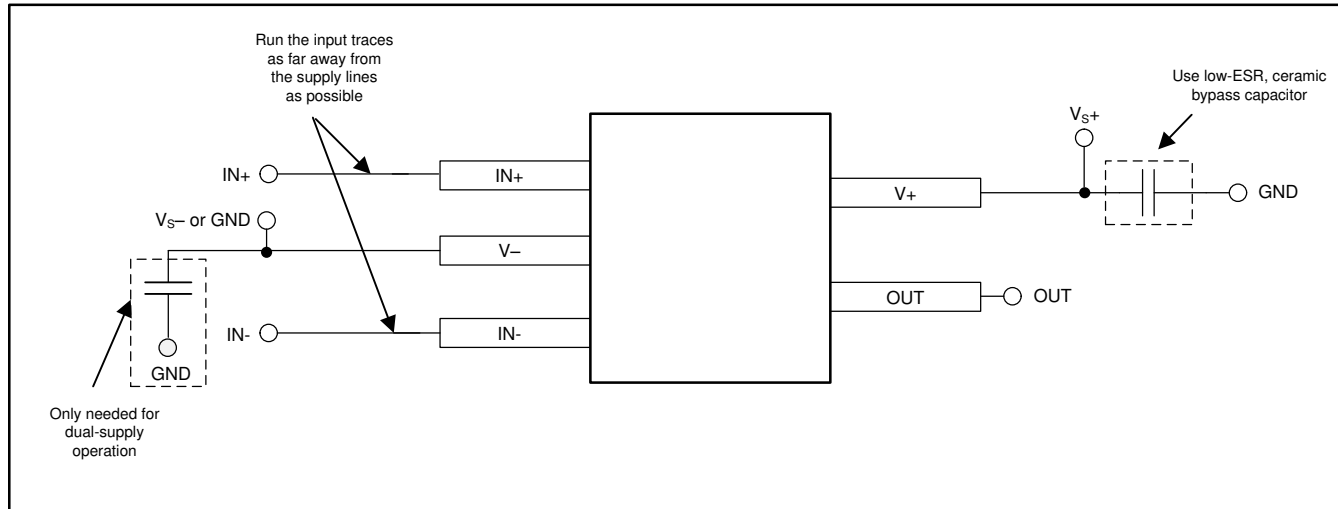 Run the input traces
as far away from
the supply lines
as possible
Use low-ESR, ceramic
bypass capacitor
VS+
IN+
IN+
V+
GND
VS– or GND
V–
OUT
OUT
IN-
IN-
GND
Only needed for
dual-supply
operation